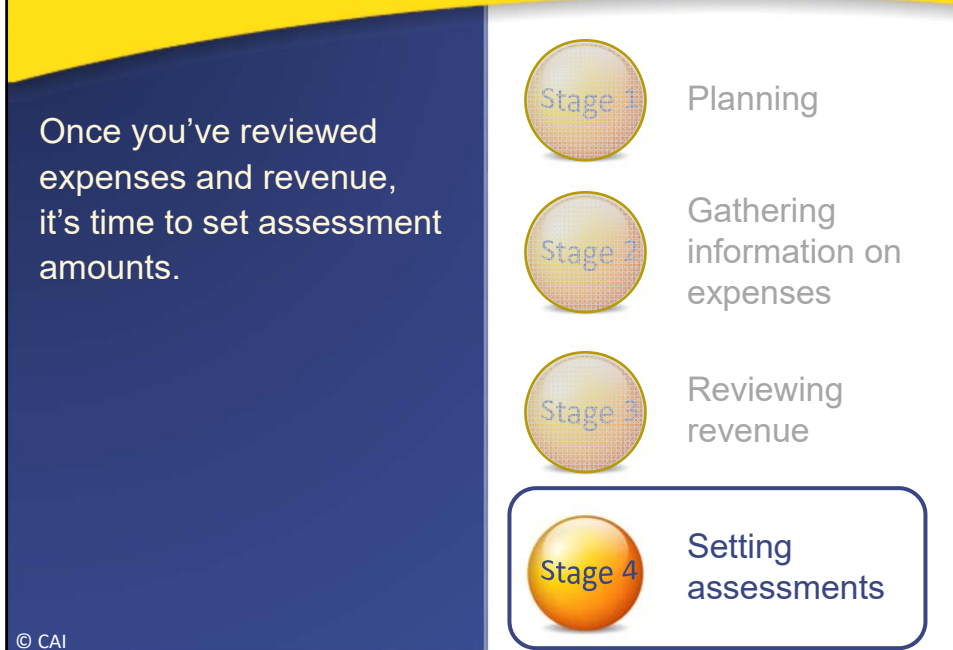 Once you’ve reviewed
expenses and revenue,
it’s time to set assessment
amounts.
Stage 1
Planning
Stage 2
Gathering
information on
expenses
Stage 3
Reviewing
revenue
Stage 4
Setting
assessments
© CAI